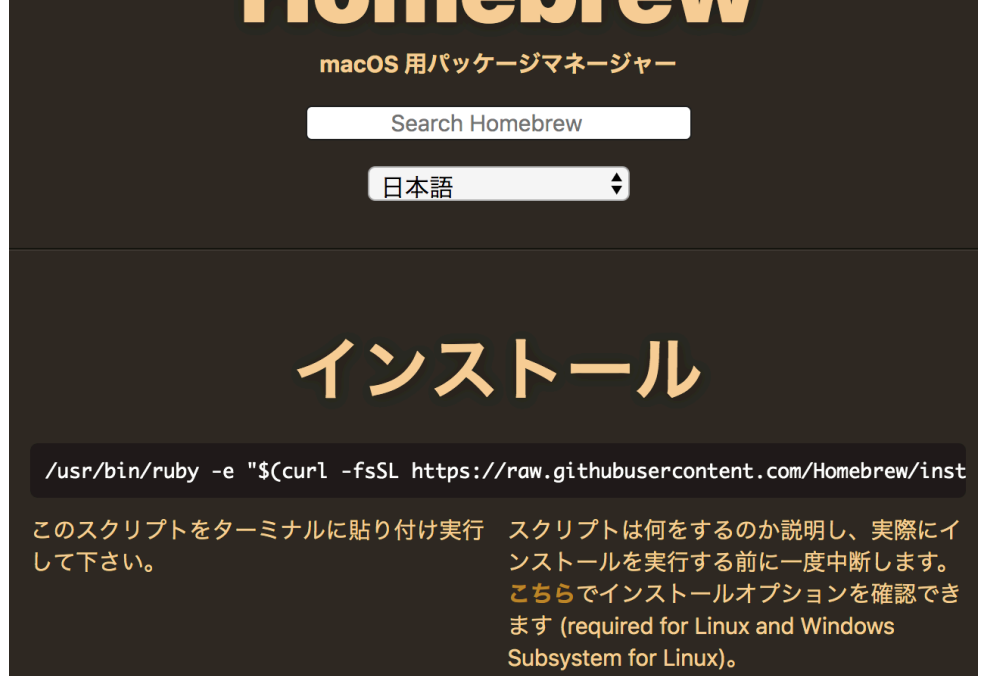 Homebrew
macOS 用パッケージマネージャー
Search Homebrew
日本語
インストール
/usr/bin/ruby -e "$(curl -fsSL https://raw.githubusercontent.com/Homebrew/inst
このスクリプトをターミナルに貼り付け実行
して下さい。
スクリプトは何をするのか説明し、実際にイ
ンストールを実行する前に一度中断します。
こちらでインストールオプションを確認でき
ます (required for Linux and Windows
Subsystem for Linux)。